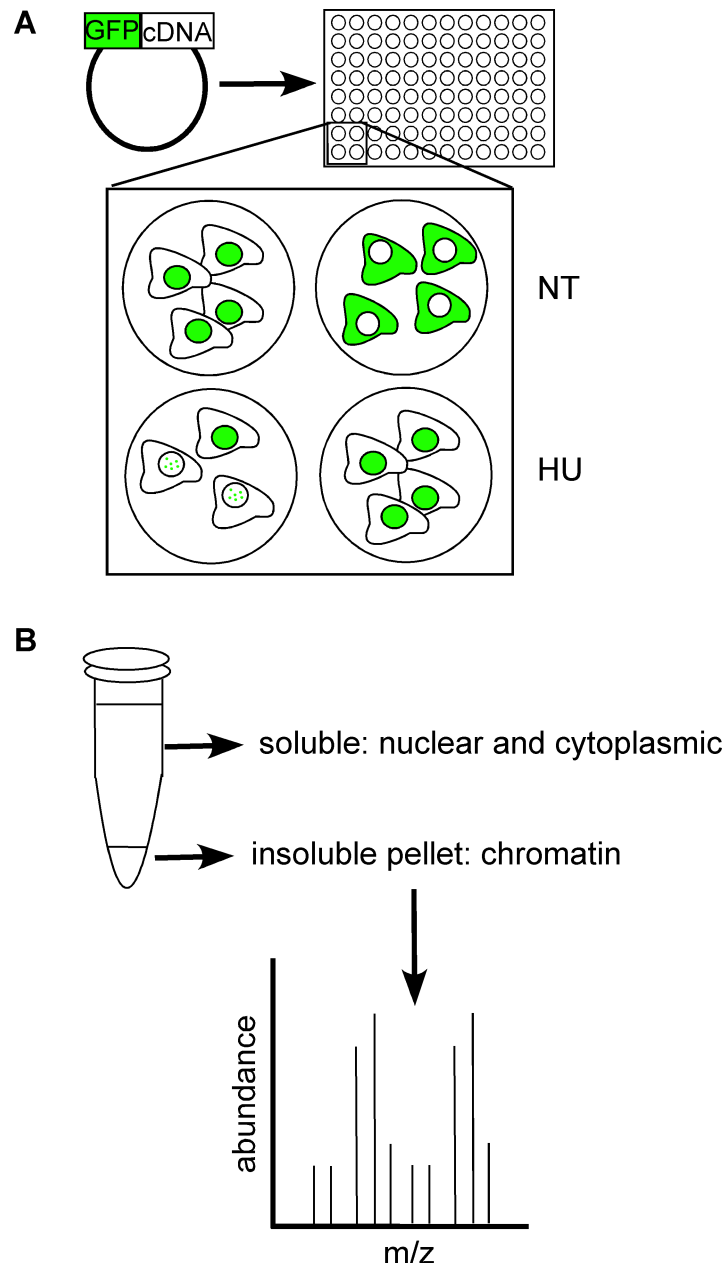 A
GFP cDNA
NT
HU
B
soluble: nuclear and cytoplasmic
insoluble pellet: chromatin
abundance
m/z